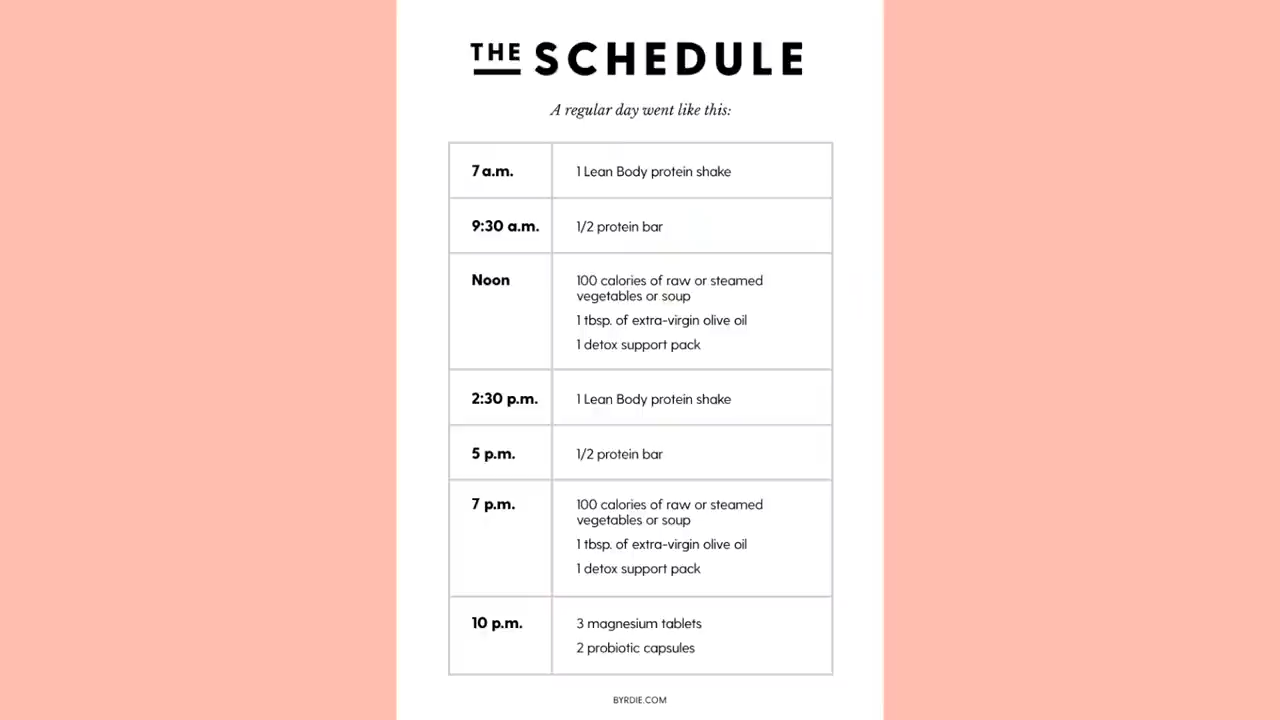 THE SCHEDULE
A regular day went like this:
7 a.m.
1 Lean Body protein shake
9:30 a.m.
1/2 protein bar
Noon
100 calories of raw or steamed
vegetables or soup
1 tbsp. of extra-virgin olive oil
1 detox support pack
2:30 p.m.
1 Lean Body protein shake
5 p.m.
1/2 protein bar
7 p.m.
100 calories of raw or steamed
vegetables or soup
1 tbsp. of extra-virgin olive oil
1 detox support pack
10 p.m.
3 magnesium tablets
2 probiotic capsules
BYRDIE.COM